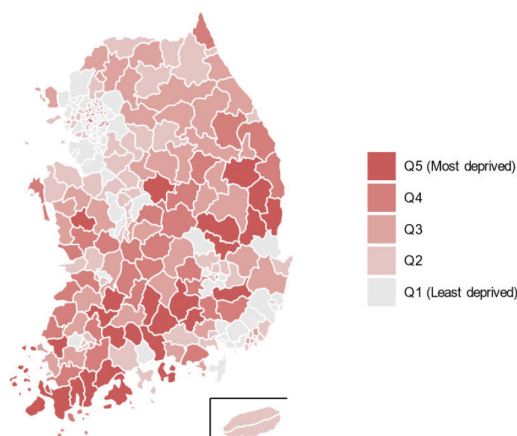 Q5 (Most deprived)
Q4
Q3
Q2
Q1 (Least deprived)